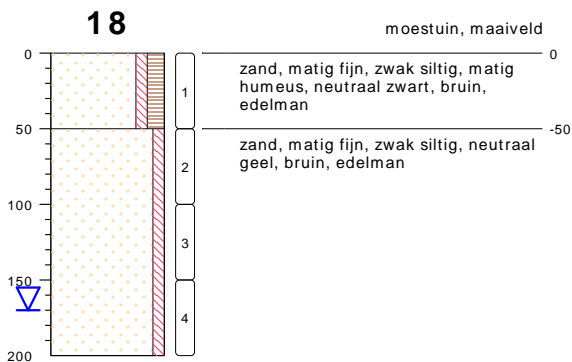 18
moestuin, maaiveld
0
0
zand, matig fijn, zwak siltig, matig
humeus, neutraal zwart, bruin,
edelman
1
50
-50
zand, matig fijn, zwak siltig, neutraal
geel, bruin, edelman
2
100
3
150
4
200